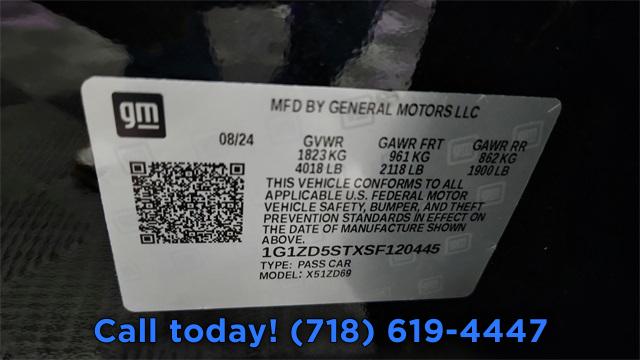 gm
MFD BY GENERAL MOTORS LLC
08/24 GVWR GAWR FRT GAWR RR
1823 KG 961 KG 862 KG
4018 LB 2118 LB 1900 LB
THIS VEHICLE CONFORMS TO ALL
APPLICABLE U.S. FEDERAL MOTOR
VEHICLE SAFETY, BUMPER, AND THEFT
PREVENTION STANDARDS IN EFFECT ON
THE DATE OF MANUFACTURE SHOWN
ABOVE.
1G1ZD5STXSF120445
TYPE: PASS CAR
MODEL: X51ZD69
Call today! (718) 619-4447